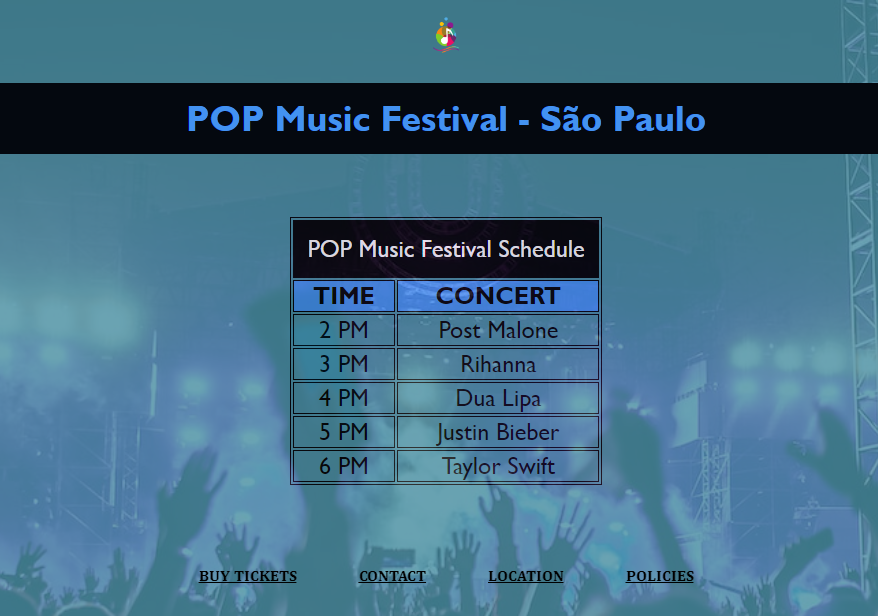 POP Music Festival - São Paulo
POP Music Festival Schedule
TIME CONCERT
2 PM Post Malone
3 PM Rihanna
4 PM Dua Lipa
5 PM Justin Bieber
6 PM Taylor Swift
BUY TICKETS CONTACT LOCATION POLICIES